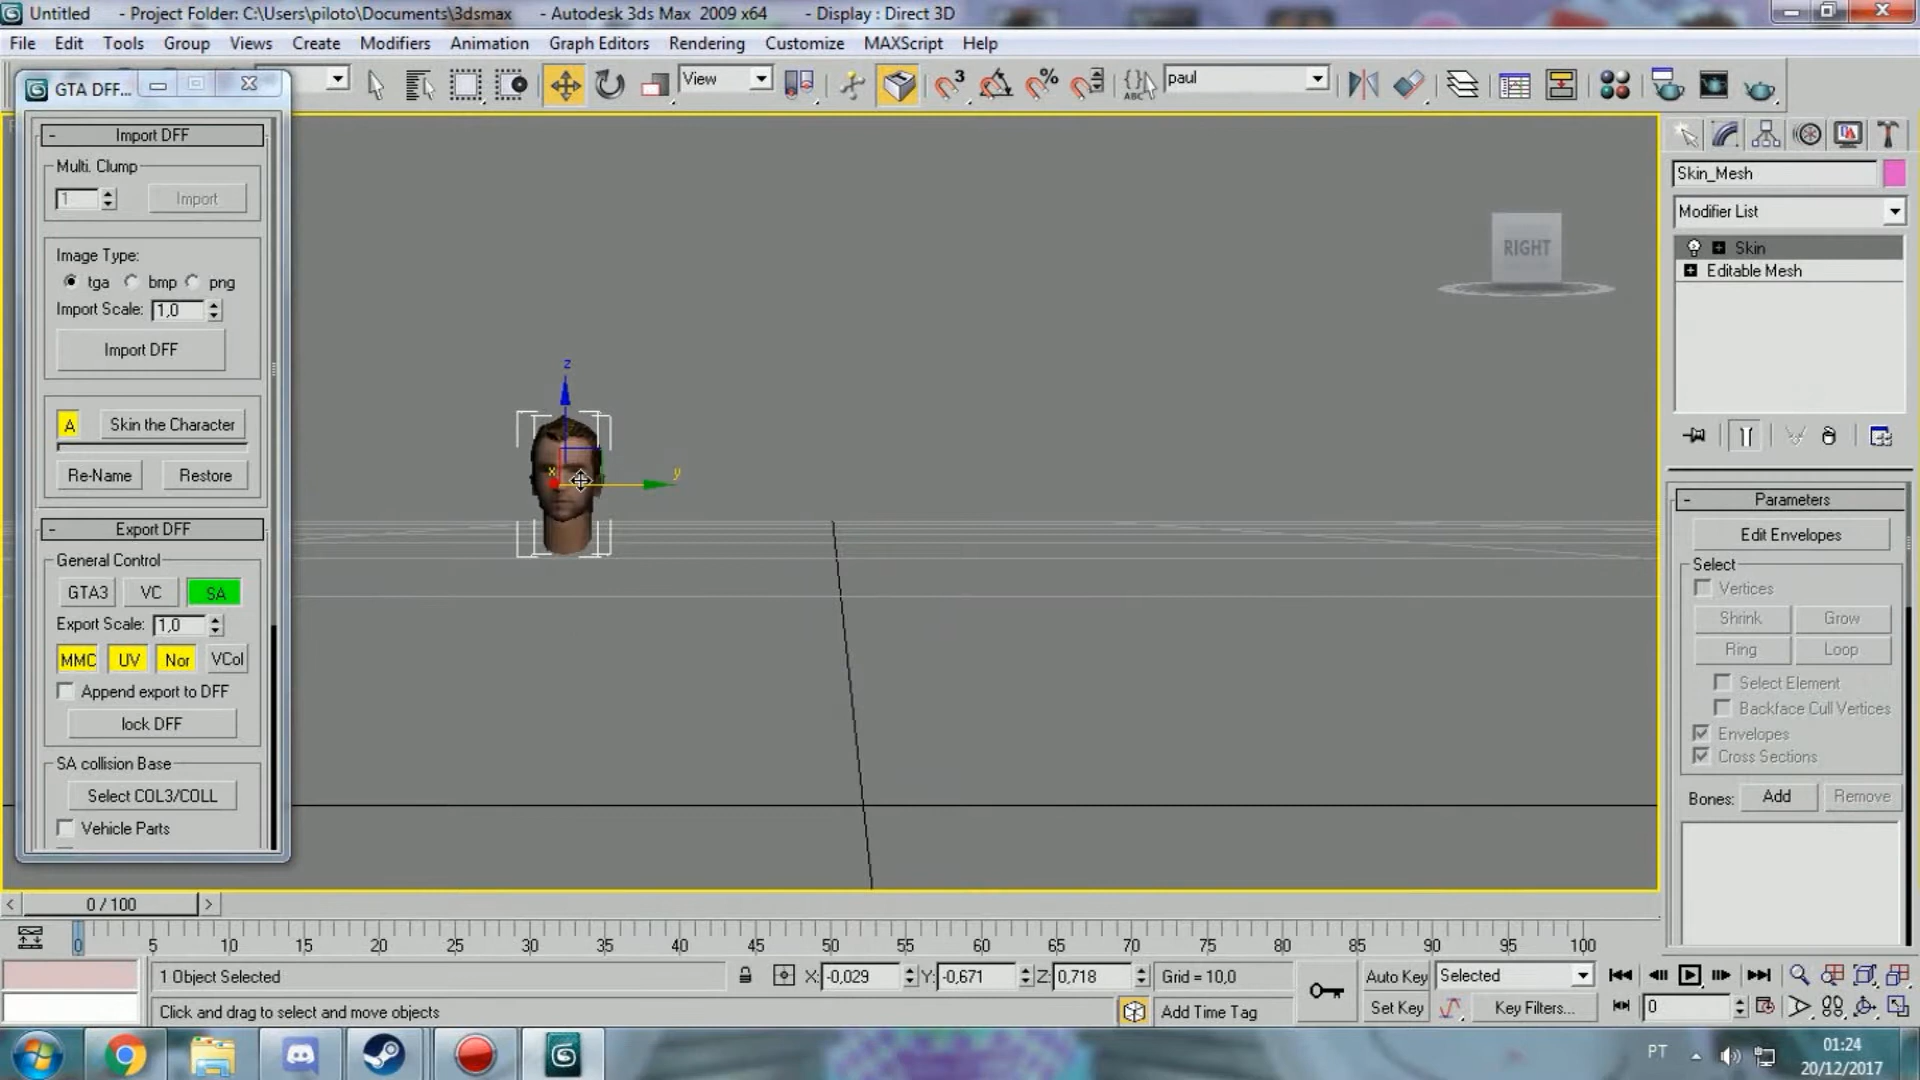 Untitled - Project Folder: C:\Users\piloto\Documents\3dsmax - Autodesk 3ds Max 2009 x64 - Display : Direct 3D
File Edit Tools Group Views Create Modifiers Animation Graph Editors Rendering Customize MAXScript Help
GTA DFF...
View
3
%
ABC
paul
- Import DFF
Multi. Clump
1
Import
Image Type:
tga bmp png
Import Scale: 1,0
Import DFF
A Skin the Character
Re-Name Restore
- Export DFF
General Control
GTA3 VC SA
Export Scale: 1,0
MMC UV Nor VCol
Append export to DFF
lock DFF
SA collision Base
Select COL3/COLL
Vehicle Parts
z
x
y
RIGHT
Skin_Mesh
Modifier List
Skin
Editable Mesh
- Parameters
Edit Envelopes
Select
Vertices
Shrink Grow
Ring Loop
Select Element
Backface Cull Vertices
Envelopes
Cross Sections
Bones: Add Remove
< 0 / 100 >
0 5 10 15 20 25 30 35 40 45 50 55 60 65 70 75 80 85 90 95 100
1 Object Selected
X: -0,029 Y: -0,671 Z: 0,718 Grid = 10,0
Auto Key Selected
Click and drag to select and move objects
Add Time Tag
Set Key Key Filters...
0
PT
01:24
20/12/2017